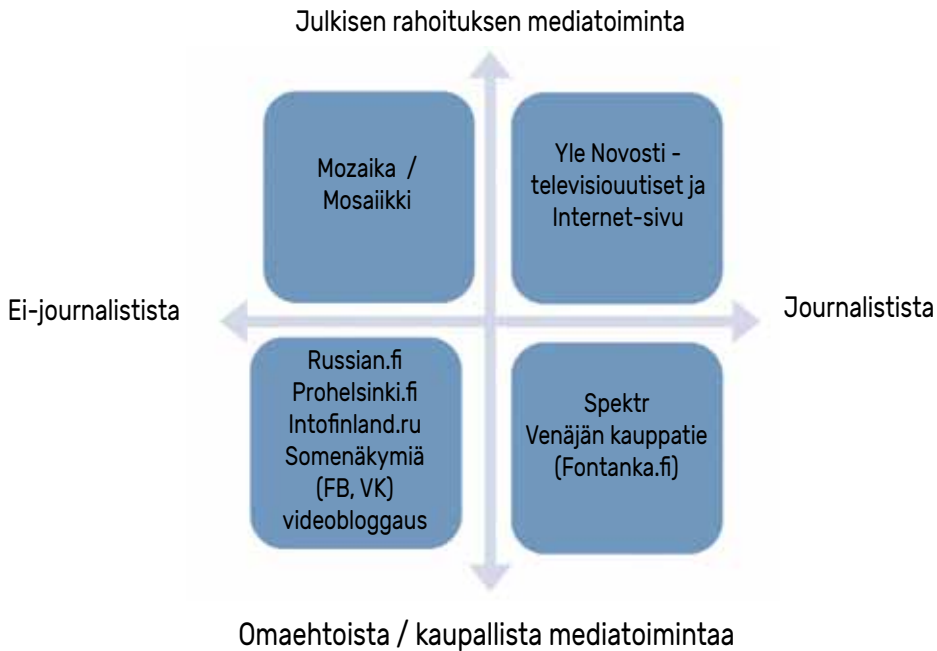 Julkisen rahoituksen mediatoiminta
Mozaika /
Mosaiikki
Yle Novosti -
televisiouutiset ja
Internet-sivu
Ei-journalistista
Journalistista
Russian.fi
Prohelsinki.fi
Intofinland.ru
Somenäkymiä
(FB, VK)
videobloggaus
Spektr
Venäjän kauppatie
(Fontanka.fi)
Omaehtoista / kaupallista mediatoimintaa